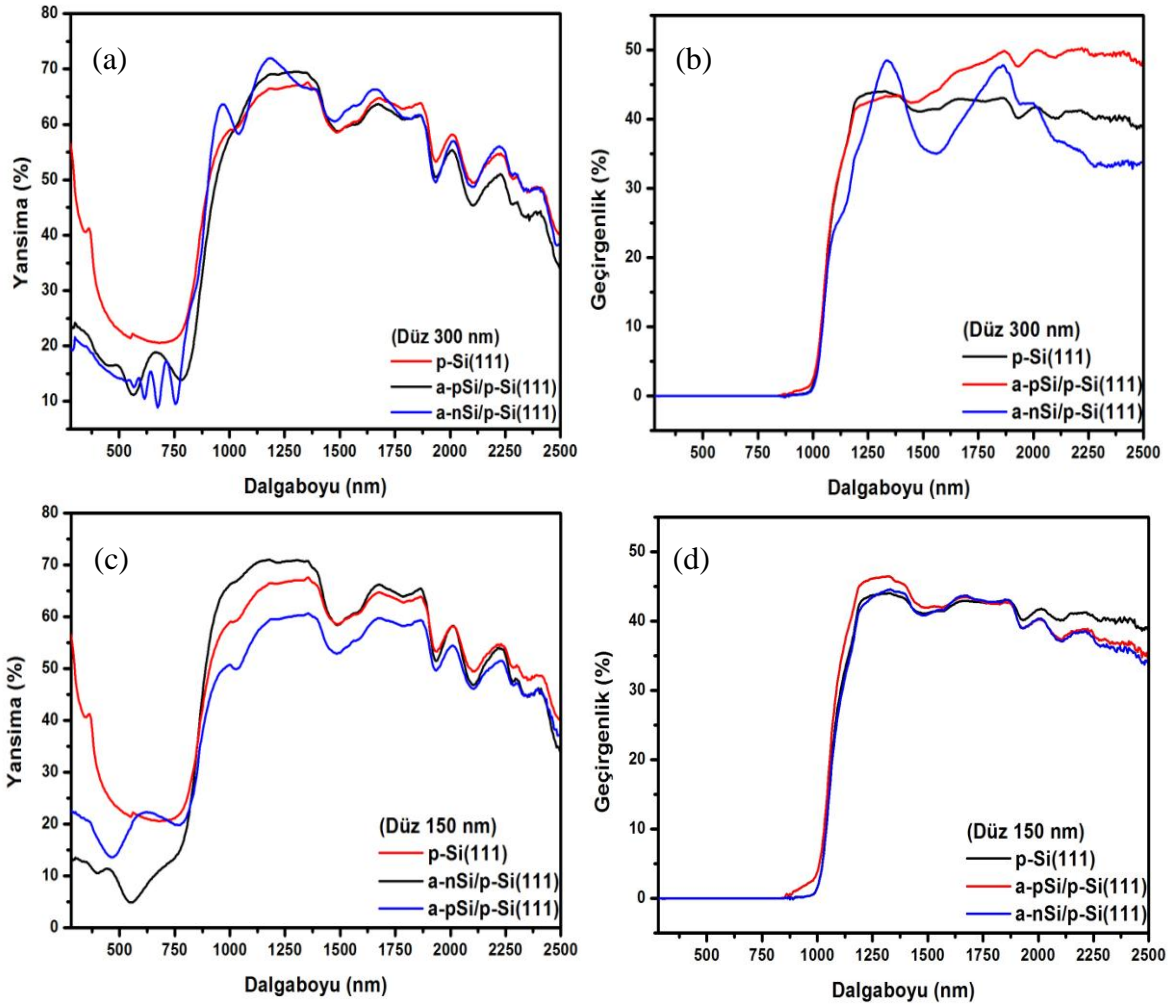 (a)
Yansıma (%)
80
70
60
50
40
30
20
10
(Düz 300 nm)
p-Si(111)
a-pSi/p-Si(111)
a-nSi/p-Si(111)
500 750 1000 1250 1500 1750 2000 2250 2500
Dalgaboyu (nm)
(b)
Geçirgenlik (%)
50
40
30
20
10
0
(Düz 300 nm)
p-Si(111)
a-pSi/p-Si(111)
a-nSi/p-Si(111)
500 750 1000 1250 1500 1750 2000 2250 2500
Dalgaboyu (nm)
(c)
Yansıma (%)
80
70
60
50
40
30
20
10
0
(Düz 150 nm)
p-Si(111)
a-nSi/p-Si(111)
a-pSi/p-Si(111)
500 750 1000 1250 1500 1750 2000 2250 2500
Dalgaboyu (nm)
(d)
Geçirgenlik (%)
50
40
30
20
10
0
(Düz 150 nm)
p-Si(111)
a-pSi/p-Si(111)
a-nSi/p-Si(111)
500 750 1000 1250 1500 1750 2000 2250 2500
Dalgaboyu (nm)